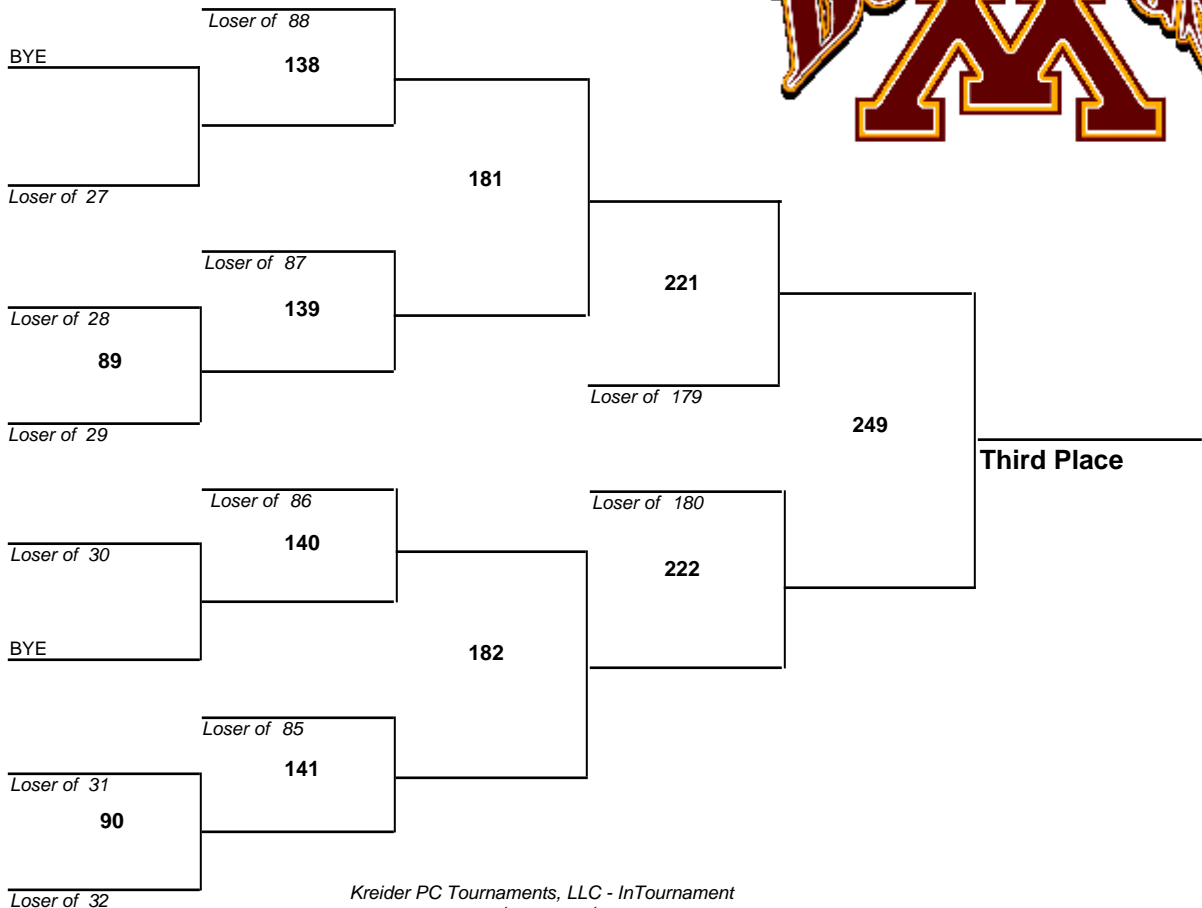 Loser of 88
BYE
138
181
Loser of 27
Loser of 87
221
139
Loser of 28
89
Loser of 179
249
Loser of 29
Third Place
Loser of 86
Loser of 180
140
Loser of 30
222
BYE
182
Loser of 85
141
Loser of 31
90
Kreider PC Tournaments, LLC - InTournament
Loser of 32